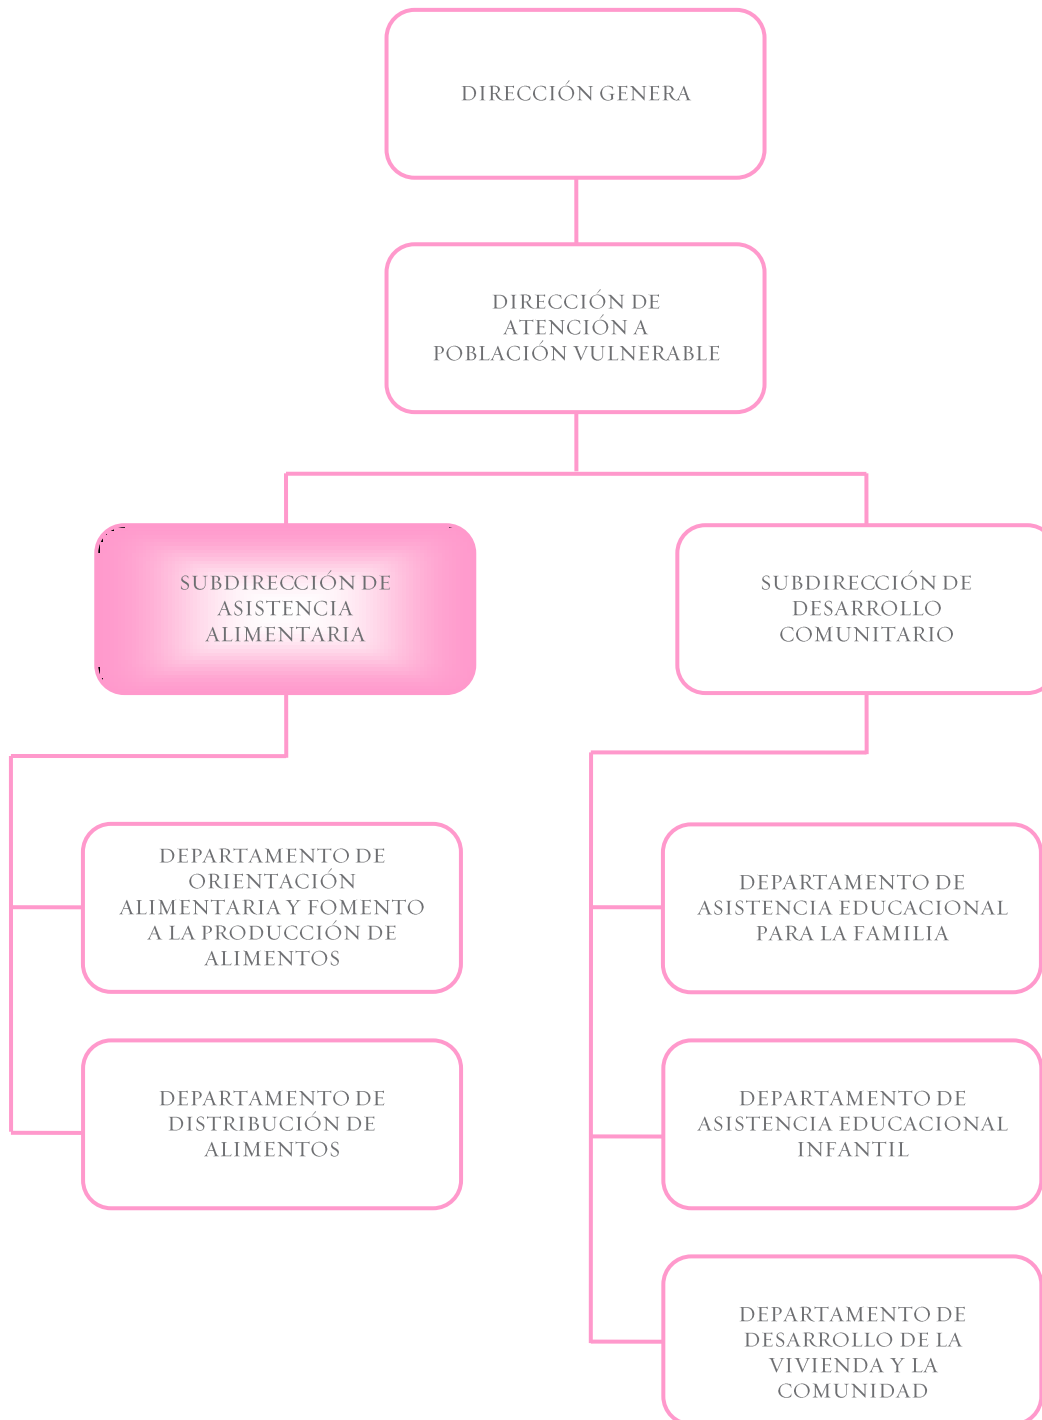 DIRECCIÓN GENERA
DIRECCIÓN DE
ATENCIÓN A
POBLACIÓN VULNERABLE
SUBDIRECCIÓN DE
ASISTENCIA
ALIMENTARIA
SUBDIRECCIÓN DE
DESARROLLO
COMUNITARIO
DEPARTAMENTO DE
ORIENTACIÓN
ALIMENTARIA Y FOMENTO
A LA PRODUCCIÓN DE
ALIMENTOS
DEPARTAMENTO DE
ASISTENCIA EDUCACIONAL
PARA LA FAMILIA
DEPARTAMENTO DE
DISTRIBUCIÓN DE
ALIMENTOS
DEPARTAMENTO DE
ASISTENCIA EDUCACIONAL
INFANTIL
DEPARTAMENTO DE
DESARROLLO DE LA
VIVIENDA Y LA
COMUNIDAD